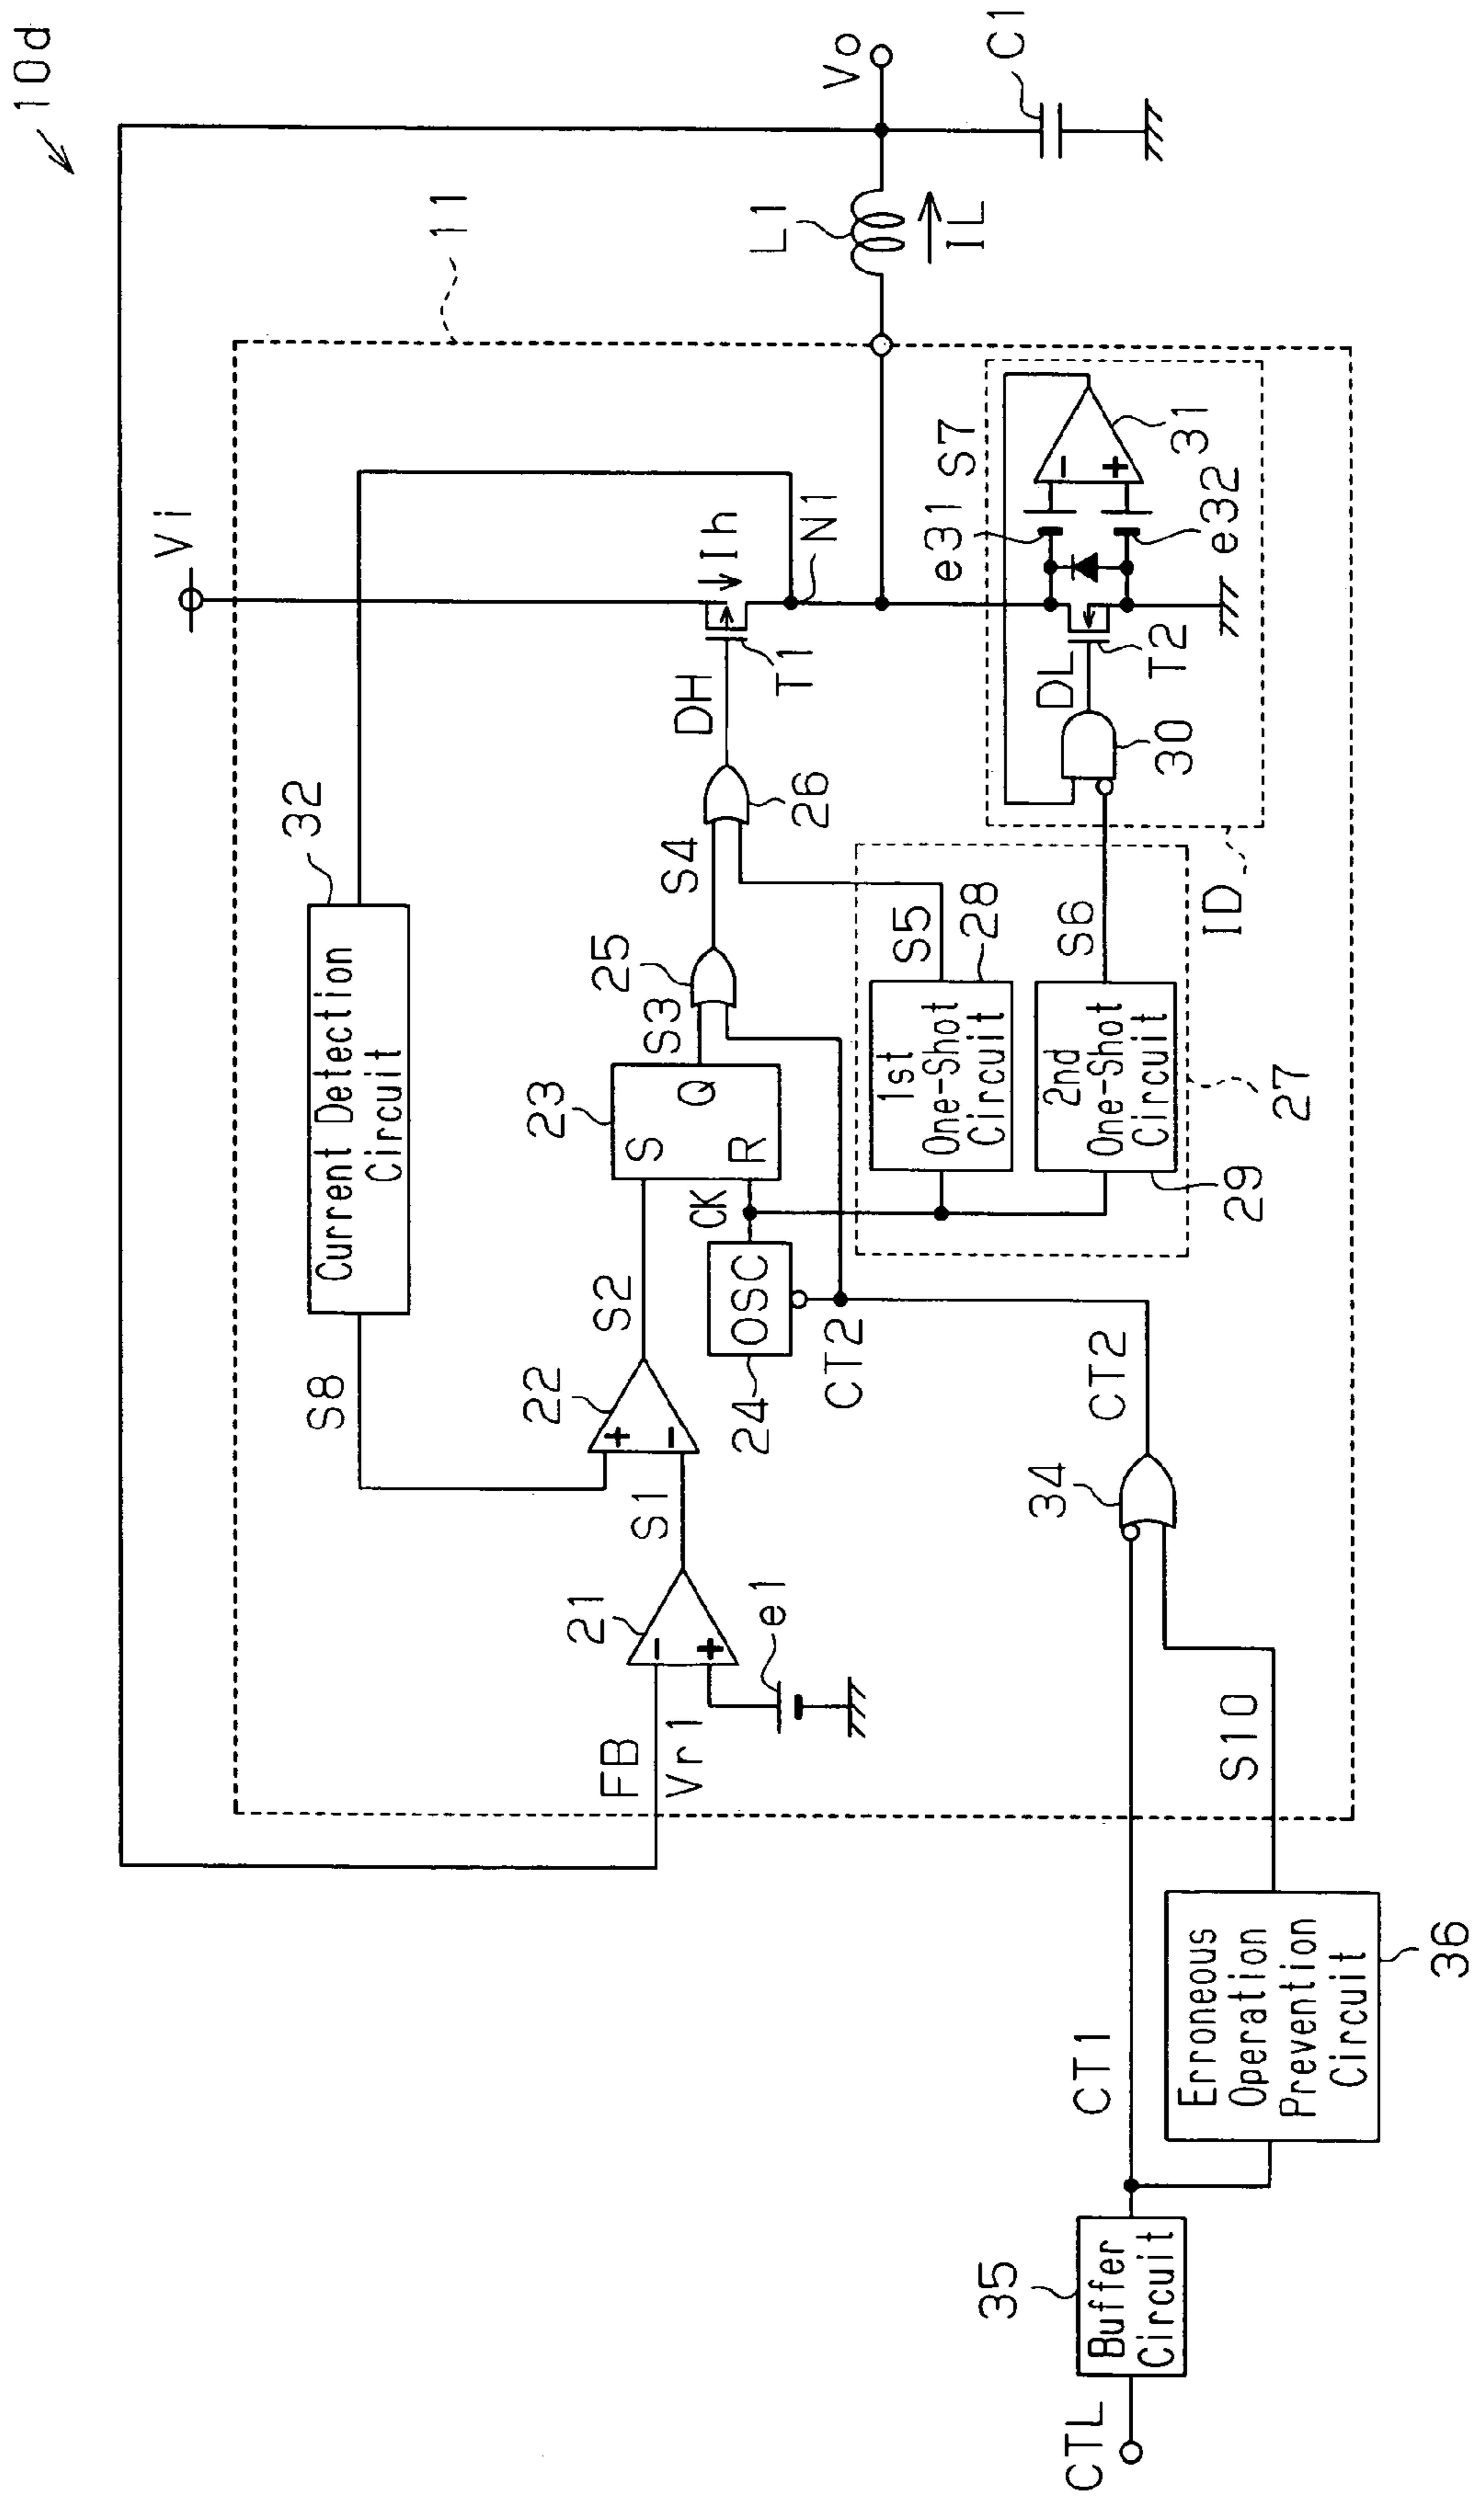 10d
11
Vi
Current Detection
Circuit
32
S8
Ih
N1
T1
DH
26
S4
25
S3
23
S
Q
R
CK
OSC
24
S2
22
+
-
S1
21
-
+
e1
FB
Vr1
L1
IL
Vo
C1
S7
e31
e32
31
-
+
DL
T2
30
ID
S5
28
1st
One-Shot
Circuit
S6
2nd
One-Shot
Circuit
29
27
CT2
CT2
34
S10
CT1
Erroneous
Operation
Prevention
Circuit
36
35
Buffer
Circuit
CTL